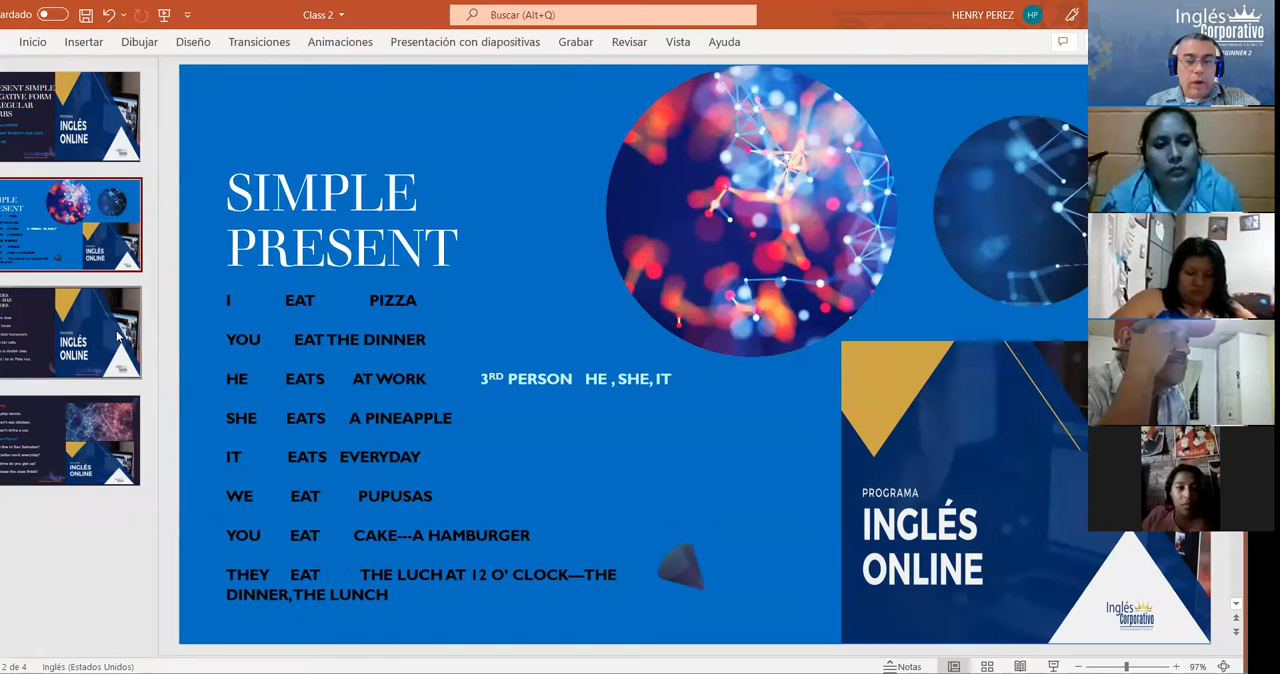 ardado
Class 2
Buscar (Alt+Q)
HENRY PEREZ
HP
Inicio Insertar Dibujar Diseño Transiciones Animaciones Presentación con diapositivas Grabar Revisar Vista Ayuda
Inglés
Corporativo
BEGINNER 2
SIMPLE
PRESENT
I EAT PIZZA
YOU EAT THE DINNER
HE EATS AT WORK 3RD PERSON HE , SHE, IT
SHE EATS A PINEAPPLE
IT EATS EVERYDAY
WE EAT PUPUSAS
YOU EAT CAKE---A HAMBURGER
THEY EAT THE LUCH AT 12 O' CLOCK—THE
DINNER,THE LUNCH
PROGRAMA
INGLÉS
ONLINE
Inglés
Corporativo
INGLÉS
ONLINE
INGLÉS
ONLINE
INGLÉS
ONLINE
INGLÉS
ONLINE
2 de 4 Inglés (Estados Unidos) Notas 97%